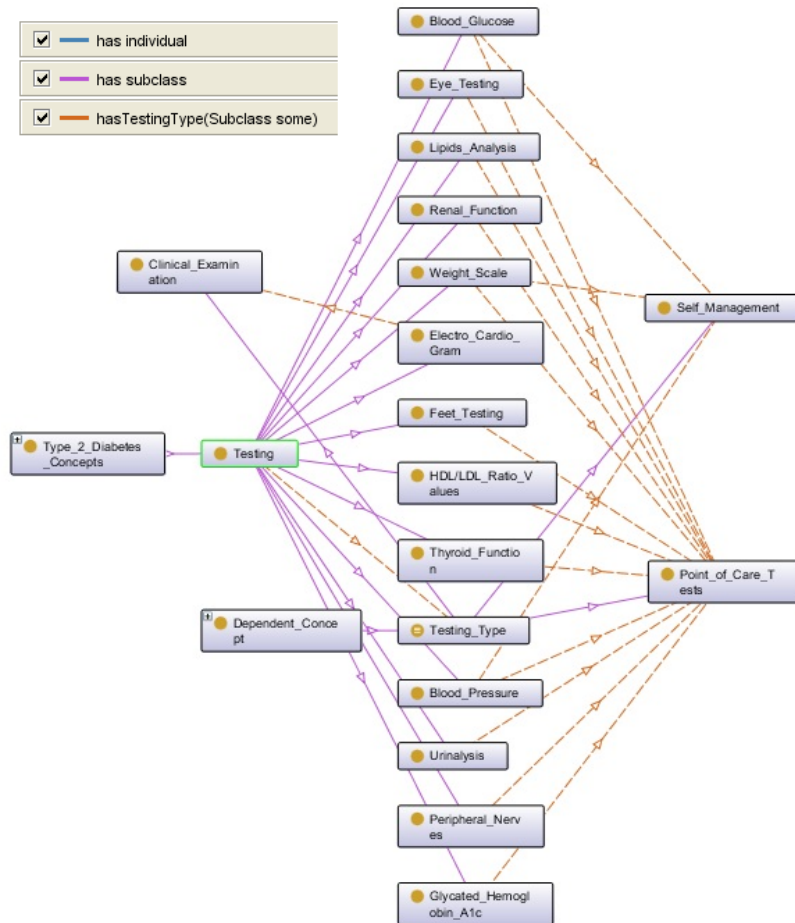 has individual
has subclass
hasTestingType(Subclass some)
Blood_Glucose
Eye_Testing
Lipids_Analysis
Renal_Function
Clinical_Examin
ation
Weight_Scale
Self_Management
Electro_Cardio_
Gram
Feet_Testing
Type_2_Diabetes
_Concepts
Testing
HDL/LDL_Ratio_V
alues
Thyroid_Functio
n
Point_of_Care_T
ests
Dependent_Conce
pt
Testing_Type
Blood_Pressure
Urinalysis
Peripheral_Nerv
es
Glycated_Hemogl
obin_A1c